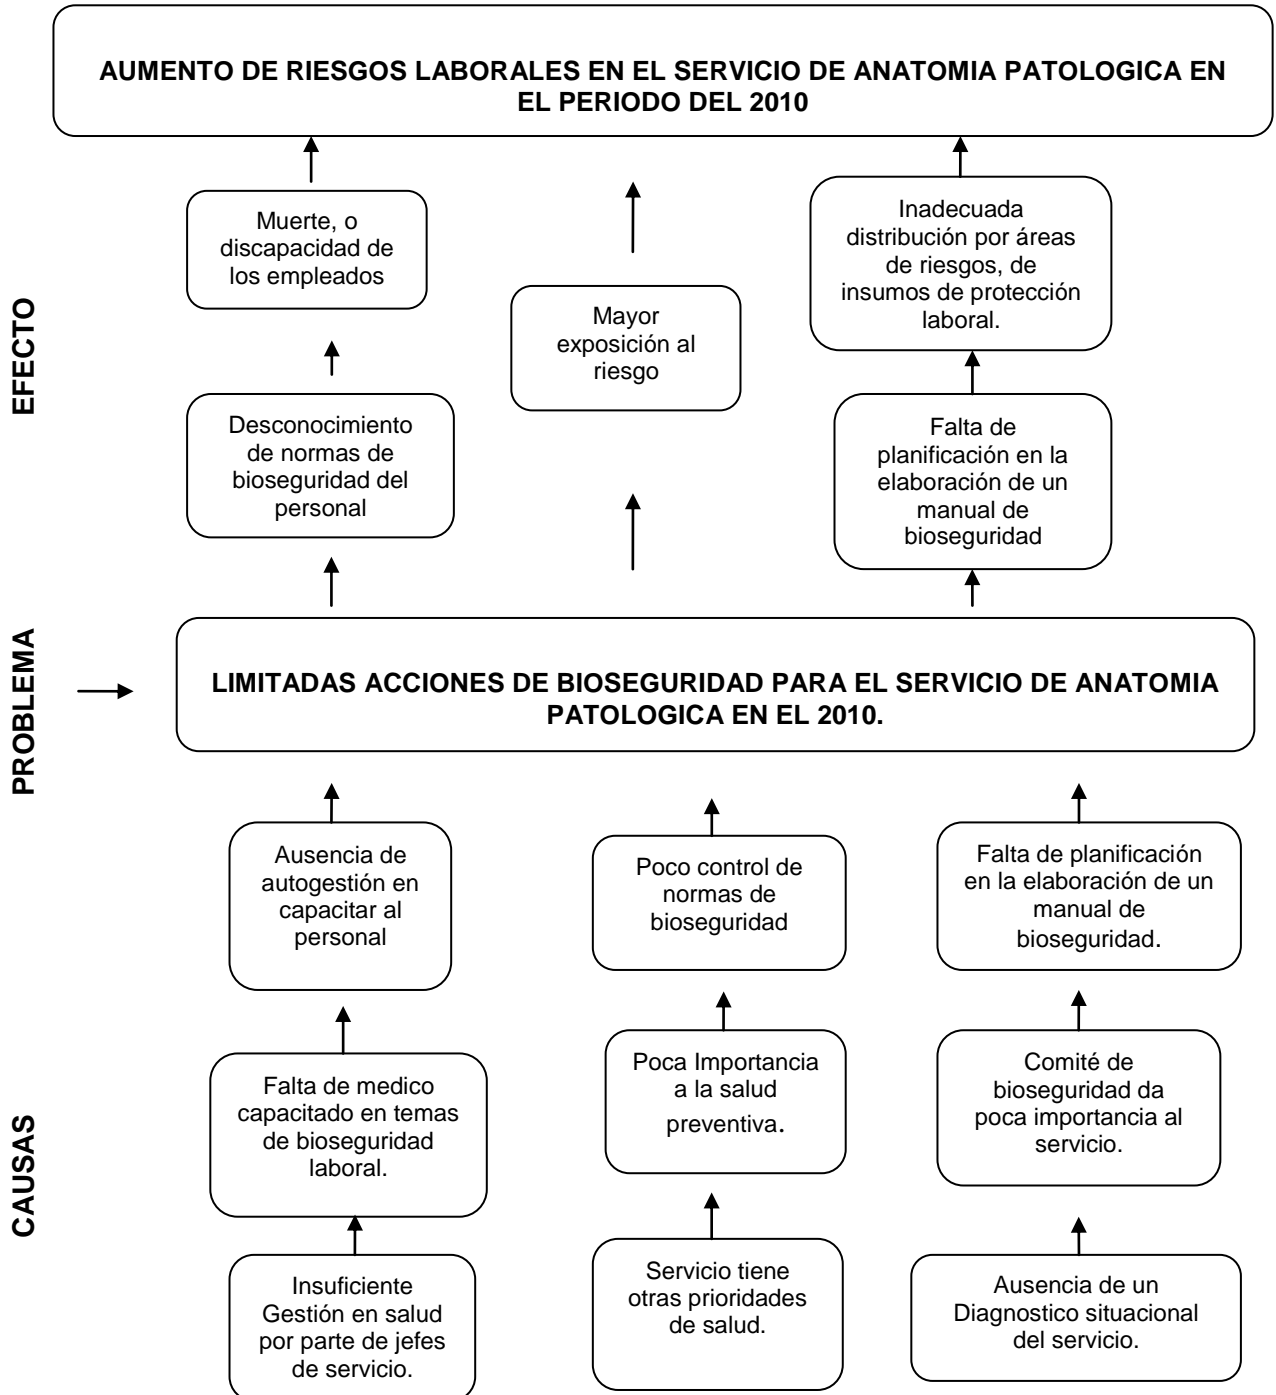 AUMENTO DE RIESGOS LABORALES EN EL SERVICIO DE ANATOMIA PATOLOGICA EN
EL PERIODO DEL 2010
EFECTO
Muerte, o
discapacidad de
los empleados
Mayor
exposición al
riesgo
Inadecuada
distribución por áreas
de riesgos, de
insumos de protección
laboral.
Desconocimiento
de normas de
bioseguridad del
personal
Falta de
planificación en la
elaboración de un
manual de
bioseguridad
PROBLEMA
LIMITADAS ACCIONES DE BIOSEGURIDAD PARA EL SERVICIO DE ANATOMIA
PATOLOGICA EN EL 2010.
CAUSAS
Ausencia de
autogestión en
capacitar al
personal
Poco control de
normas de
bioseguridad
Falta de planificación
en la elaboración de un
manual de
bioseguridad.
Falta de medico
capacitado en temas
de bioseguridad
laboral.
Poca Importancia
a la salud
preventiva.
Comité de
bioseguridad da
poca importancia al
servicio.
Insuficiente
Gestión en salud
por parte de jefes
de servicio.
Servicio tiene
otras prioridades
de salud.
Ausencia de un
Diagnostico situacional
del servicio.